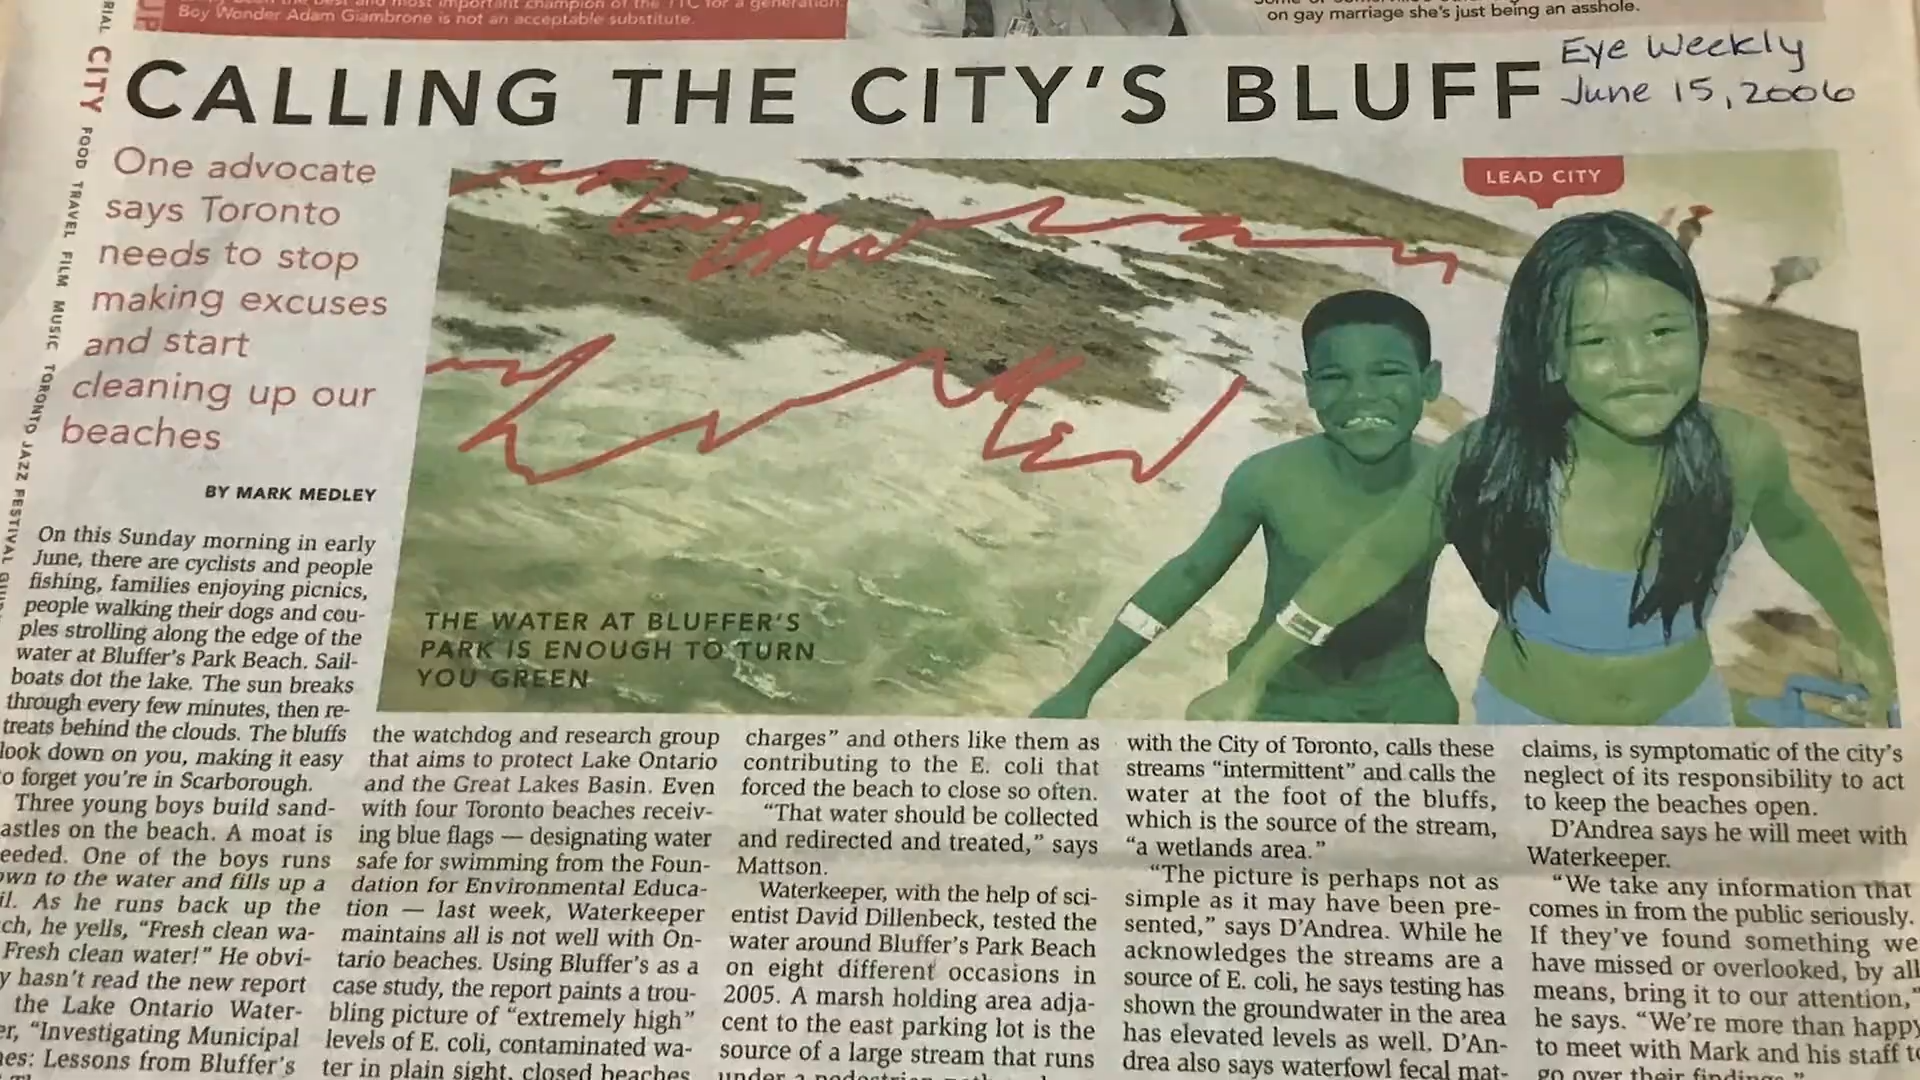 Boy Wonder Adam Giambrone is not an acceptable substitute.
on gay marriage she's just being an asshole.
CITY FOOD TRAVEL FILM MUSIC TORONTO JAZZ FESTIVAL
CALLING THE CITY'S BLUFF
Eye Weekly
June 15, 2006
One advocate
says Toronto
needs to stop
making excuses
and start
cleaning up our
beaches
BY MARK MEDLEY
LEAD CITY
THE WATER AT BLUFFER'S
PARK IS ENOUGH TO TURN
YOU GREEN
On this Sunday morning in early
June, there are cyclists and people
fishing, families enjoying picnics,
people walking their dogs and cou-
ples strolling along the edge of the
water at Bluffer's Park Beach. Sail-
boats dot the lake. The sun breaks
through every few minutes, then re-
treats behind the clouds. The bluffs
look down on you, making it easy
o forget you're in Scarborough.
Three young boys build sand-
astles on the beach. A moat is
eeded. One of the boys runs
own to the water and fills up a
il. As he runs back up the
ch, he yells, "Fresh clean wa-
Fresh clean water!" He obvi-
y hasn't read the new report
the Lake Ontario Water-
er, "Investigating Municipal
es: Lessons from Bluffer's
the watchdog and research group
that aims to protect Lake Ontario
and the Great Lakes Basin. Even
with four Toronto beaches receiv-
ing blue flags — designating water
safe for swimming from the Foun-
dation for Environmental Educa-
tion — last week, Waterkeeper
maintains all is not well with On-
tario beaches. Using Bluffer's as a
case study, the report paints a trou-
bling picture of "extremely high"
levels of E. coli, contaminated wa-
ter in plain sight, closed beaches
charges" and others like them as
contributing to the E. coli that
forced the beach to close so often.
"That water should be collected
and redirected and treated," says
Mattson.
Waterkeeper, with the help of sci-
entist David Dillenbeck, tested the
water around Bluffer's Park Beach
on eight different occasions in
2005. A marsh holding area adja-
cent to the east parking lot is the
source of a large stream that runs
under a
with the City of Toronto, calls these
streams "intermittent" and calls the
water at the foot of the bluffs,
which is the source of the stream,
"a wetlands area."
"The picture is perhaps not as
simple as it may have been pre-
sented," says D'Andrea. While he
acknowledges the streams are a
source of E. coli, he says testing has
shown the groundwater in the area
has elevated levels as well. D'An-
drea also says waterfowl fecal mat-
claims, is symptomatic of the city's
neglect of its responsibility to act
to keep the beaches open.
D'Andrea says he will meet with
Waterkeeper.
"We take any information that
comes in from the public seriously.
If they've found something we
have missed or overlooked, by all
means, bring it to our attention,"
he says. "We're more than happy
to meet with Mark and his staff to
go over their findings."